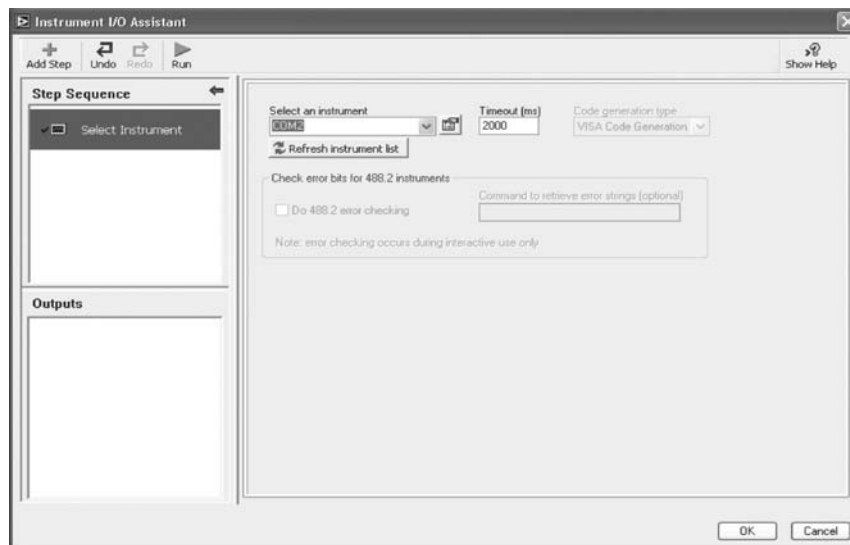 Instrument I/O Assistant
Add Step Undo Redo Run Show Help
Step Sequence
Select Instrument
Select an instrument Timeout (ms) Code generation type
COM2 2000 VISA Code Generation
Refresh instrument list
Check error bits for 488.2 instruments
Command to retrieve error strings (optional)
Do 488.2 error checking
Note: error checking occurs during interactive use only
Outputs
OK Cancel